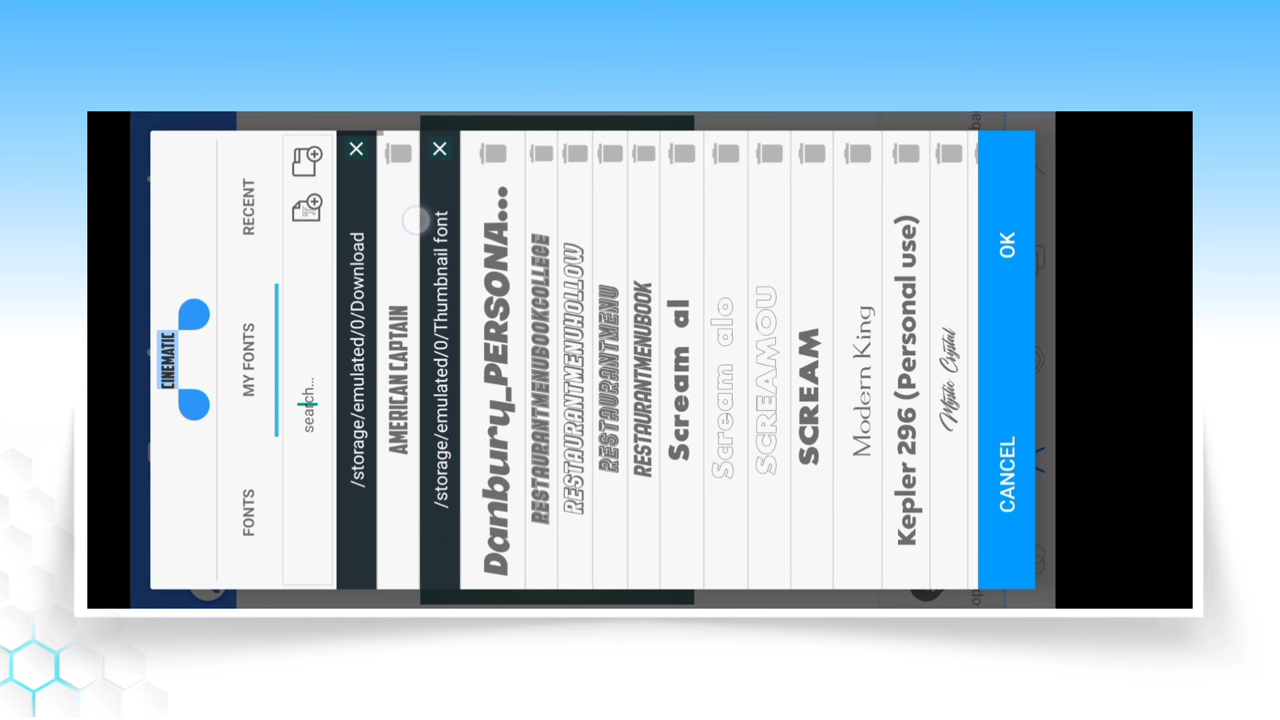 CINEMATIC
FONTS MY FONTS RECENT
search...
/storage/emulated/0/Download
AMERICAN CAPTAIN
/storage/emulated/0/Thumbnail font
Danbury_PERSONA...
RESTAURANTMENUBOOKCOLLEGE
RESTAURANTMENUHOLLOW
RESTAURANTMENU
RESTAURANTMENUBOOK
Scream al
Scream alo
SCREAMOU
SCREAM
Modern King
Kepler 296 (Personal use)
Mystic Crystal
CANCEL OK